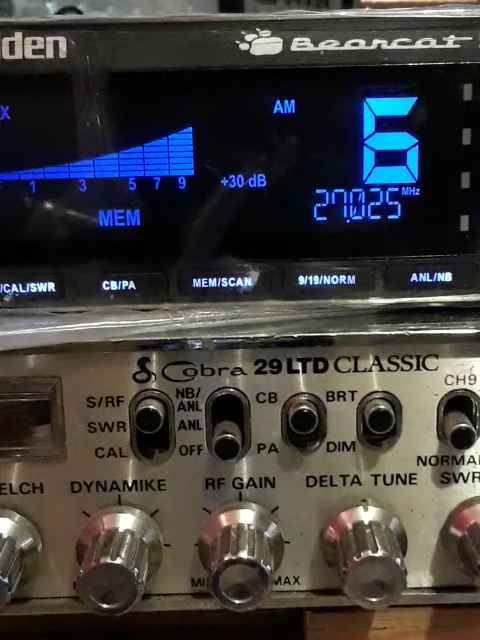 den Bearcat
X AM 6
1 3 5 7 9 +30 dB
27.025 MHz
MEM
/CAL/SWR CB/PA MEM/SCAN 9/19/NORM ANL/NB
Cobra 29 LTD CLASSIC
CH9
S/RF NB/ANL CB BRT
SWR ANL
CAL OFF PA DIM NORMAL
SWR
ELCH DYNAMIKE RF GAIN DELTA TUNE
MAX